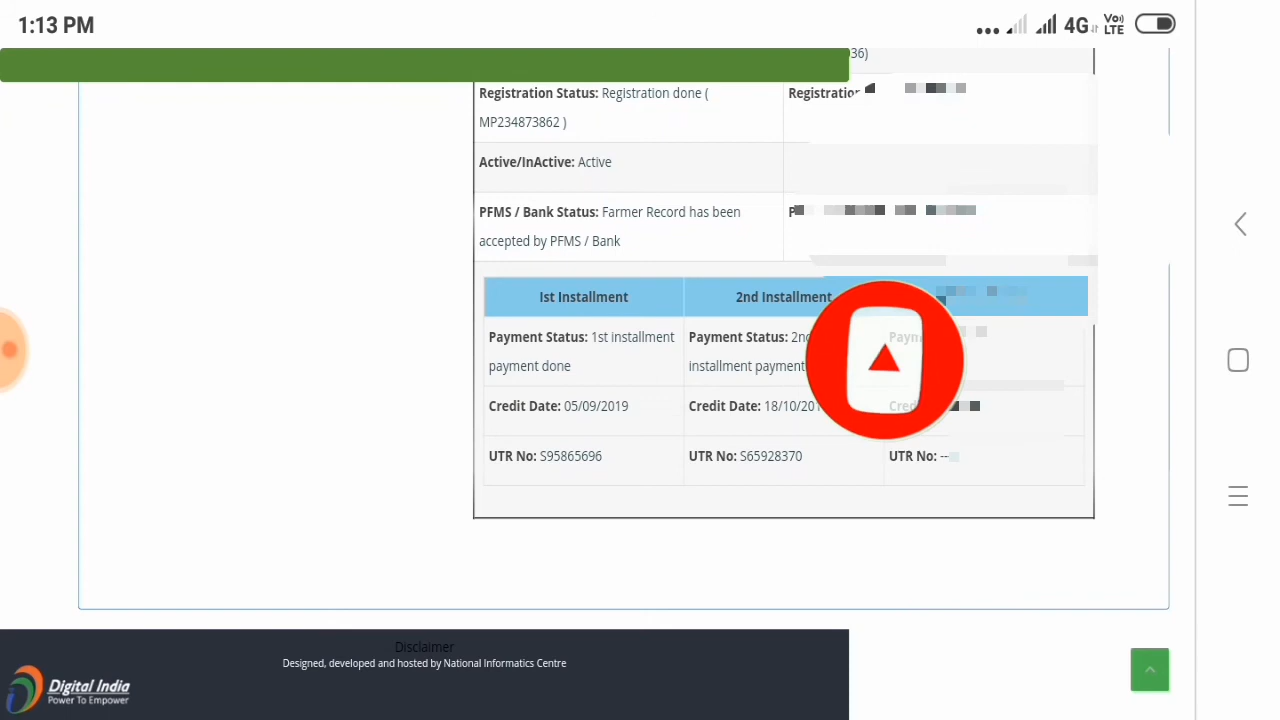 1:13 PM
4G
Vo)) LTE
36)
Registration Status: Registration done (
MP234873862 )
Active/InActive: Active
PFMS / Bank Status: Farmer Record has been
accepted by PFMS / Bank
Ist Installment 2nd Installment
Payment Status: 1st installment
payment done
Payment Status:
installment payment
Credit Date: 05/09/2019
Credit Date: 18/10/201
UTR No: S95865696
UTR No: S65928370
UTR No: --
Disclaimer
Designed, developed and hosted by National Informatics Centre
Digital India
Power To Empower